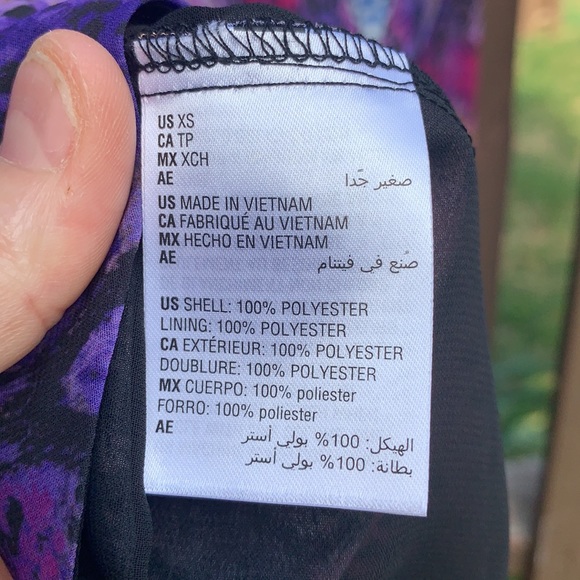 US XS
CA TP
MX XCH
AE صغير جّدا
US MADE IN VIETNAM
CA FABRIQUÉ AU VIETNAM
MX HECHO EN VIETNAM
AE صُنع في فيتنام
US SHELL: 100% POLYESTER
LINING: 100% POLYESTER
CA EXTÉRIEUR: 100% POLYESTER
DOUBLURE: 100% POLYESTER
MX CUERPO: 100% poliester
FORRO: 100% poliester
AE الهيكل: 100% بولي أستر
بطانة: 100% بولي أستر